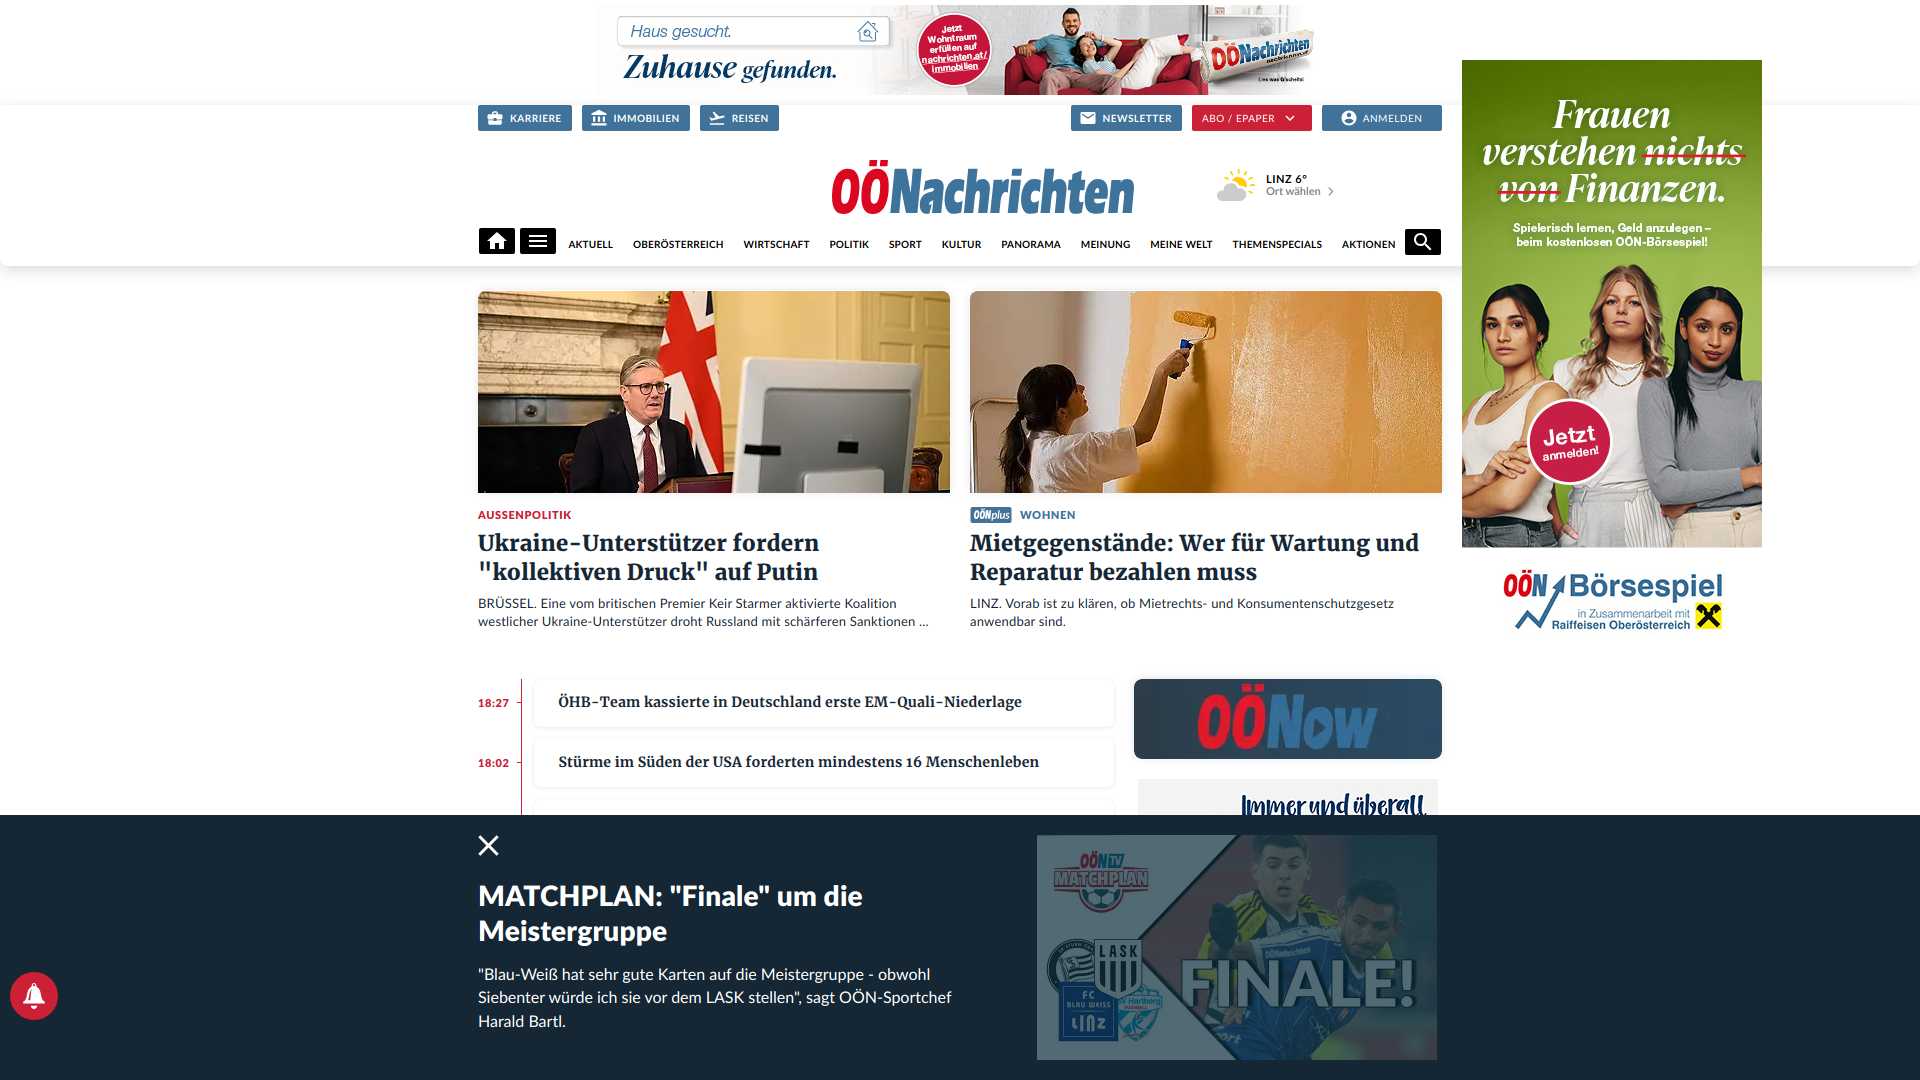 Haus gesucht.
Zuhause gefunden.
Jetzt
Wohntraum
erfüllen auf
nachrichten.at/
immobilien
OÖNachrichten
Lies was G'scheits!
KARRIERE
IMMOBILIEN
REISEN
NEWSLETTER
ABO / EPAPER
ANMELDEN
OÖNachrichten
LINZ 6°
Ort wählen
AKTUELL
OBERÖSTERREICH
WIRTSCHAFT
POLITIK
SPORT
KULTUR
PANORAMA
MEINUNG
MEINE WELT
THEMENSPECIALS
AKTIONEN
Frauen
verstehen nichts
von Finanzen.
Spielerisch lernen, Geld anzulegen –
beim kostenlosen OÖN-Börsespiel!
Jetzt
anmelden!
OÖN Börsespiel
in Zusammenarbeit mit
Raiffeisen Oberösterreich
AUSSENPOLITIK
Ukraine-Unterstützer fordern
"kollektiven Druck" auf Putin
BRÜSSEL. Eine vom britischen Premier Keir Starmer aktivierte Koalition
westlicher Ukraine-Unterstützer droht Russland mit schärferen Sanktionen ...
OÖNplus WOHNEN
Mietgegenstände: Wer für Wartung und
Reparatur bezahlen muss
LINZ. Vorab ist zu klären, ob Mietrechts- und Konsumentenschutzgesetz
anwendbar sind.
18:27
ÖHB-Team kassierte in Deutschland erste EM-Quali-Niederlage
18:02
Stürme im Süden der USA forderten mindestens 16 Menschenleben
OÖNow
Immer und überall
MATCHPLAN: "Finale" um die
Meistergruppe
"Blau-Weiß hat sehr gute Karten auf die Meistergruppe - obwohl
Siebenter würde ich sie vor dem LASK stellen", sagt OÖN-Sportchef
Harald Bartl.
OÖN TV
MATCHPLAN
LASK
FC
BLAU WEISS
LINZ
Hartberg
FINALE!